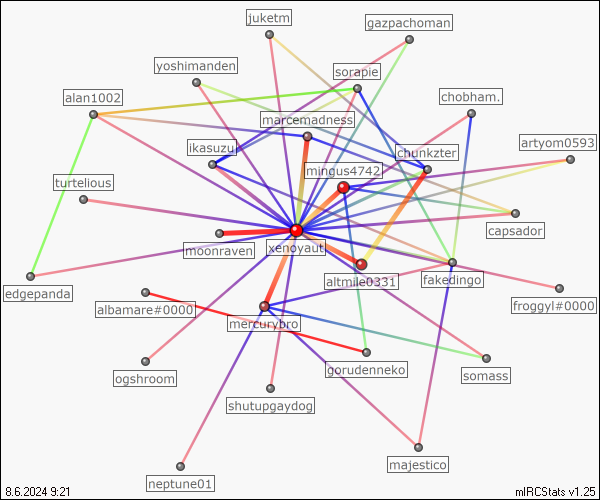 juketm
gazpachoman
yoshimanden
sorapie
alan1002
chobham.
marcemadness
ikasuzu
chunkzter
artyom0593
mingus4742
turtelious
capsador
moonraven
xenoyaut
edgepanda
altmile0331
fakedingo
albamare#0000
froggyl#0000
mercurybro
ogshroom
gorudenneko
somass
shutupgaydog
majestico
neptune01
8.6.2024 9:21
mIRCStats v1.25